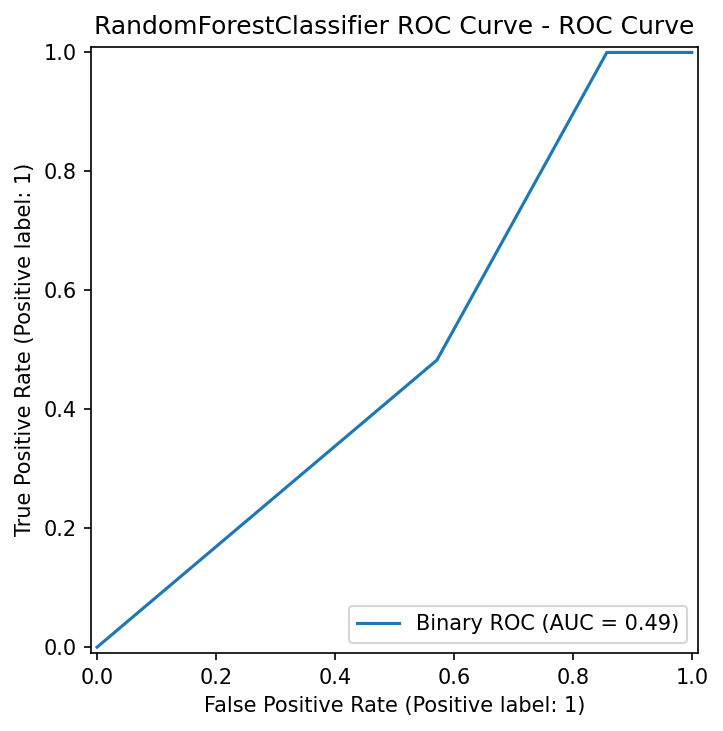 RandomForestClassifier ROC Curve - ROC Curve
1.0
0.8
0.6
0.4
0.2
0.0
True Positive Rate (Positive label: 1)
Binary ROC (AUC = 0.49)
0.0 0.2 0.4 0.6 0.8 1.0
False Positive Rate (Positive label: 1)